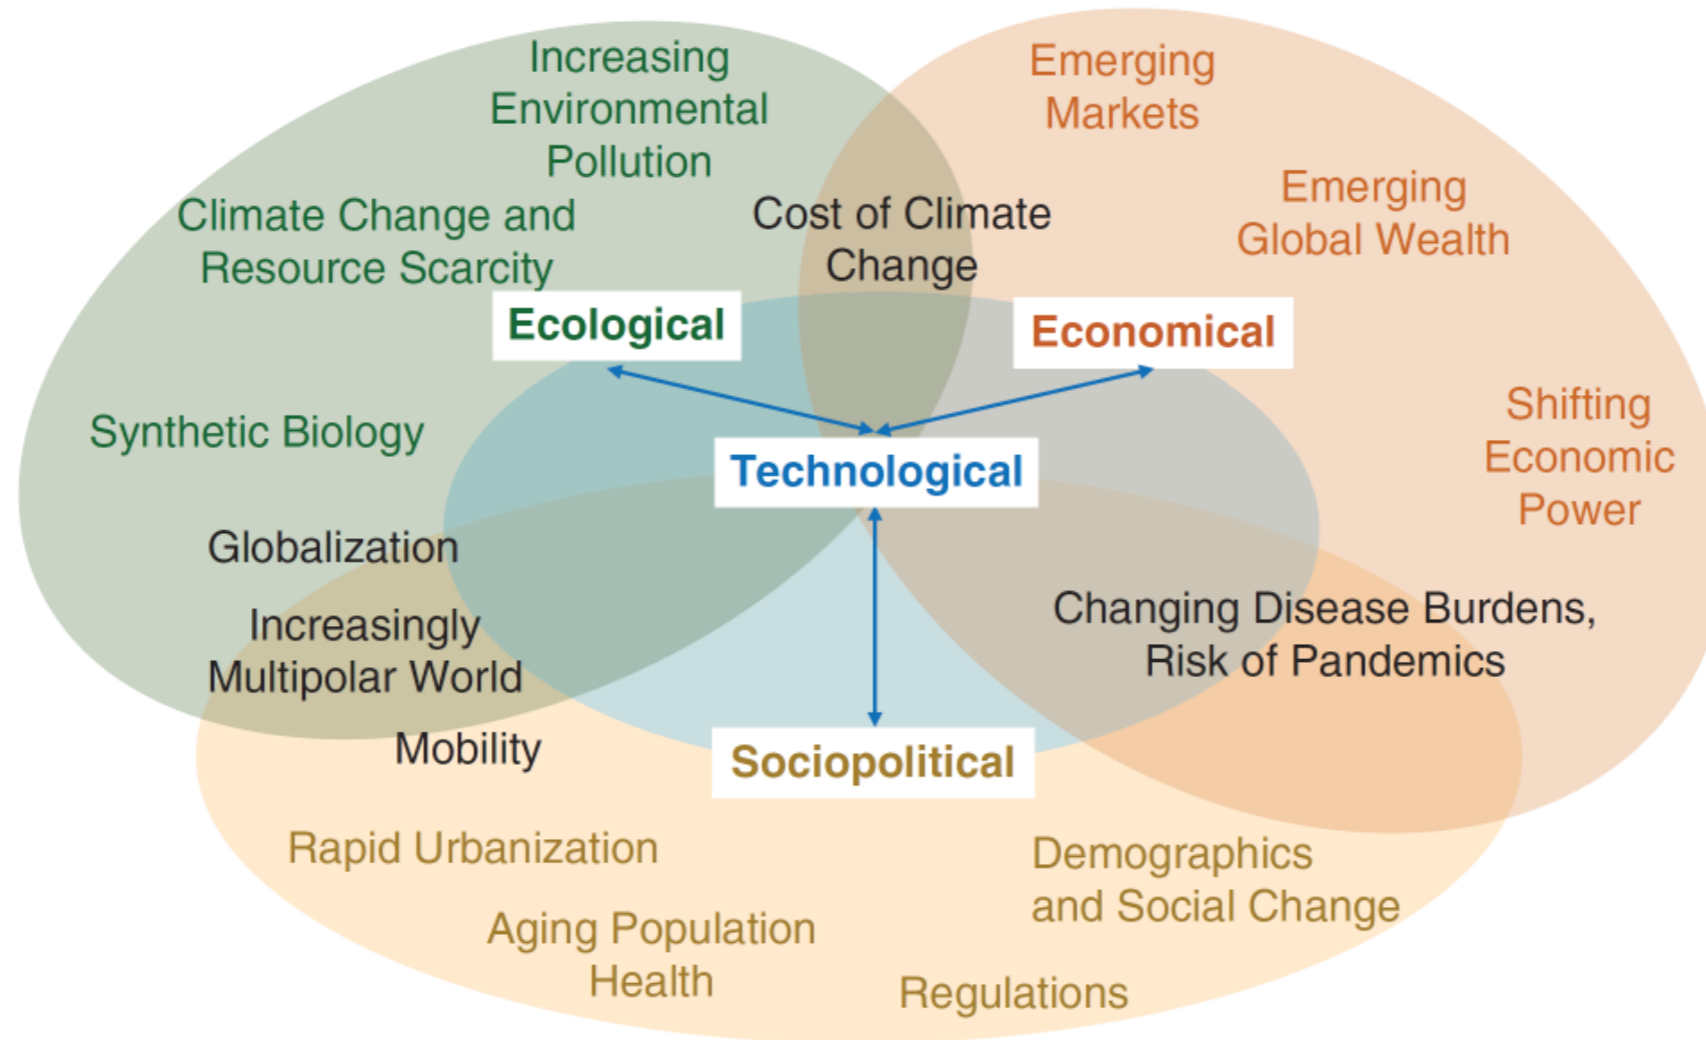 Increasing
Environmental
Pollution
Climate Change and
Resource Scarcity
Emerging
Markets
Cost of Climate
Change
Emerging
Global Wealth
Ecological
Economical
Synthetic Biology
Technological
Shifting
Economic
Power
Globalization
Increasingly
Multipolar World
Mobility
Changing Disease Burdens,
Risk of Pandemics
Sociopolitical
Rapid Urbanization
Aging Population
Health
Demographics
and Social Change
Regulations